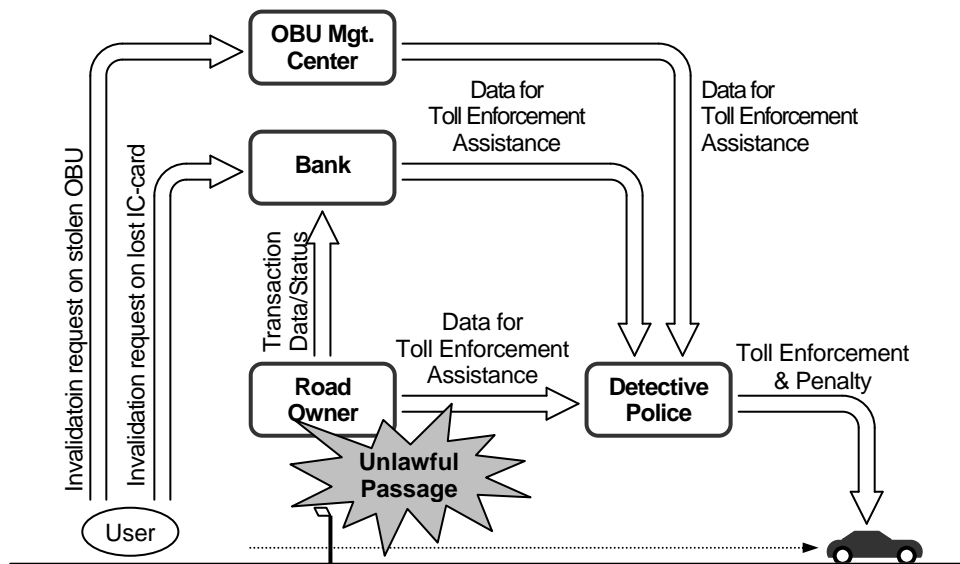 OBU Mgt.
Center
Data for
Toll Enforcement
Assistance
Data for
Toll Enforcement
Assistance
Bank
Invalidatoin request on stolen OBU
Invalidation request on lost IC-card
Transaction
Data/Status
Data for
Toll Enforcement
Assistance
Road
Owner
Detective
Police
Toll Enforcement
& Penalty
Unlawful
Passage
User